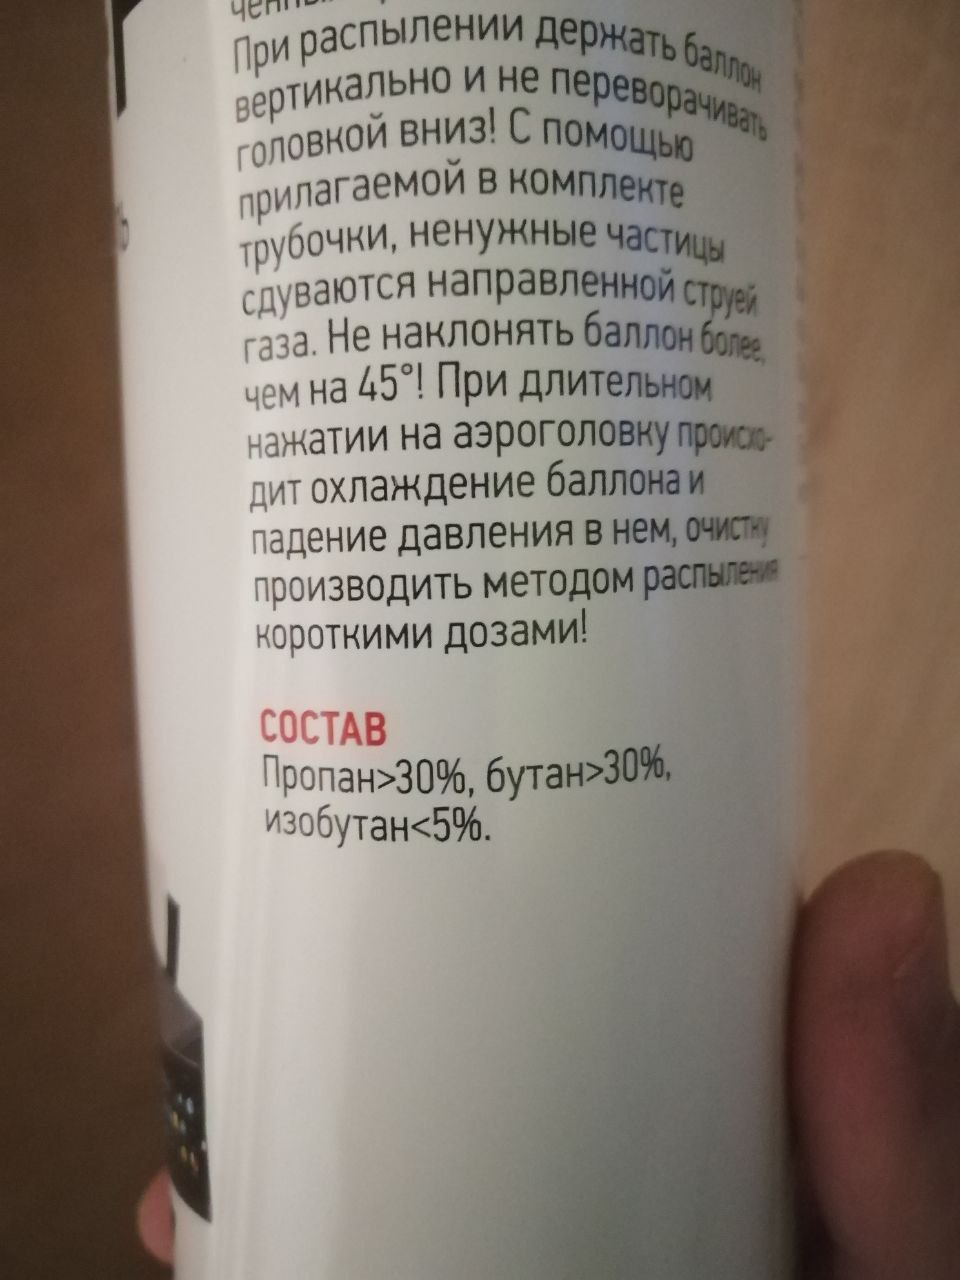 При распылении держать баллон
вертикально и не переворачивать
головкой вниз! С помощью
прилагаемой в комплекте
трубочки, ненужные частицы
сдуваются направленной струей
газа. Не наклонять баллон более,
чем на 45°! При длительном
нажатии на аэроголовку происхо-
дит охлаждение баллона и
падение давления в нем, очистку
производить методом распыления
короткими дозами!
СОСТАВ
Пропан>30%, бутан>30%,
изобутан<5%.